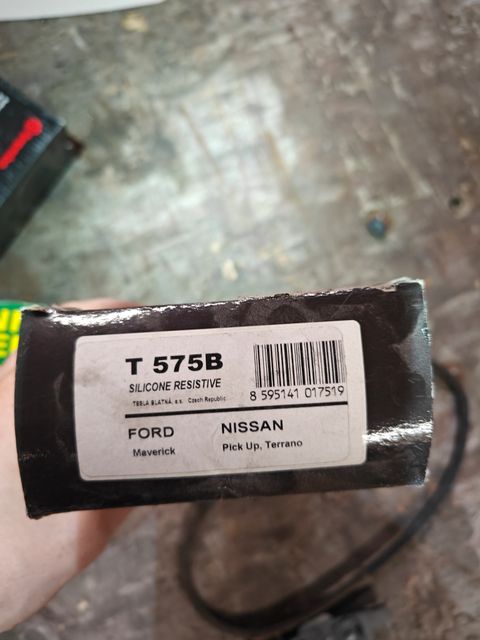 T 575B
SILICONE RESISTIVE
TESLA BLATNÁ, a.s. Czech Republic
8 595141 017519
FORD
Maverick
NISSAN
Pick Up, Terrano